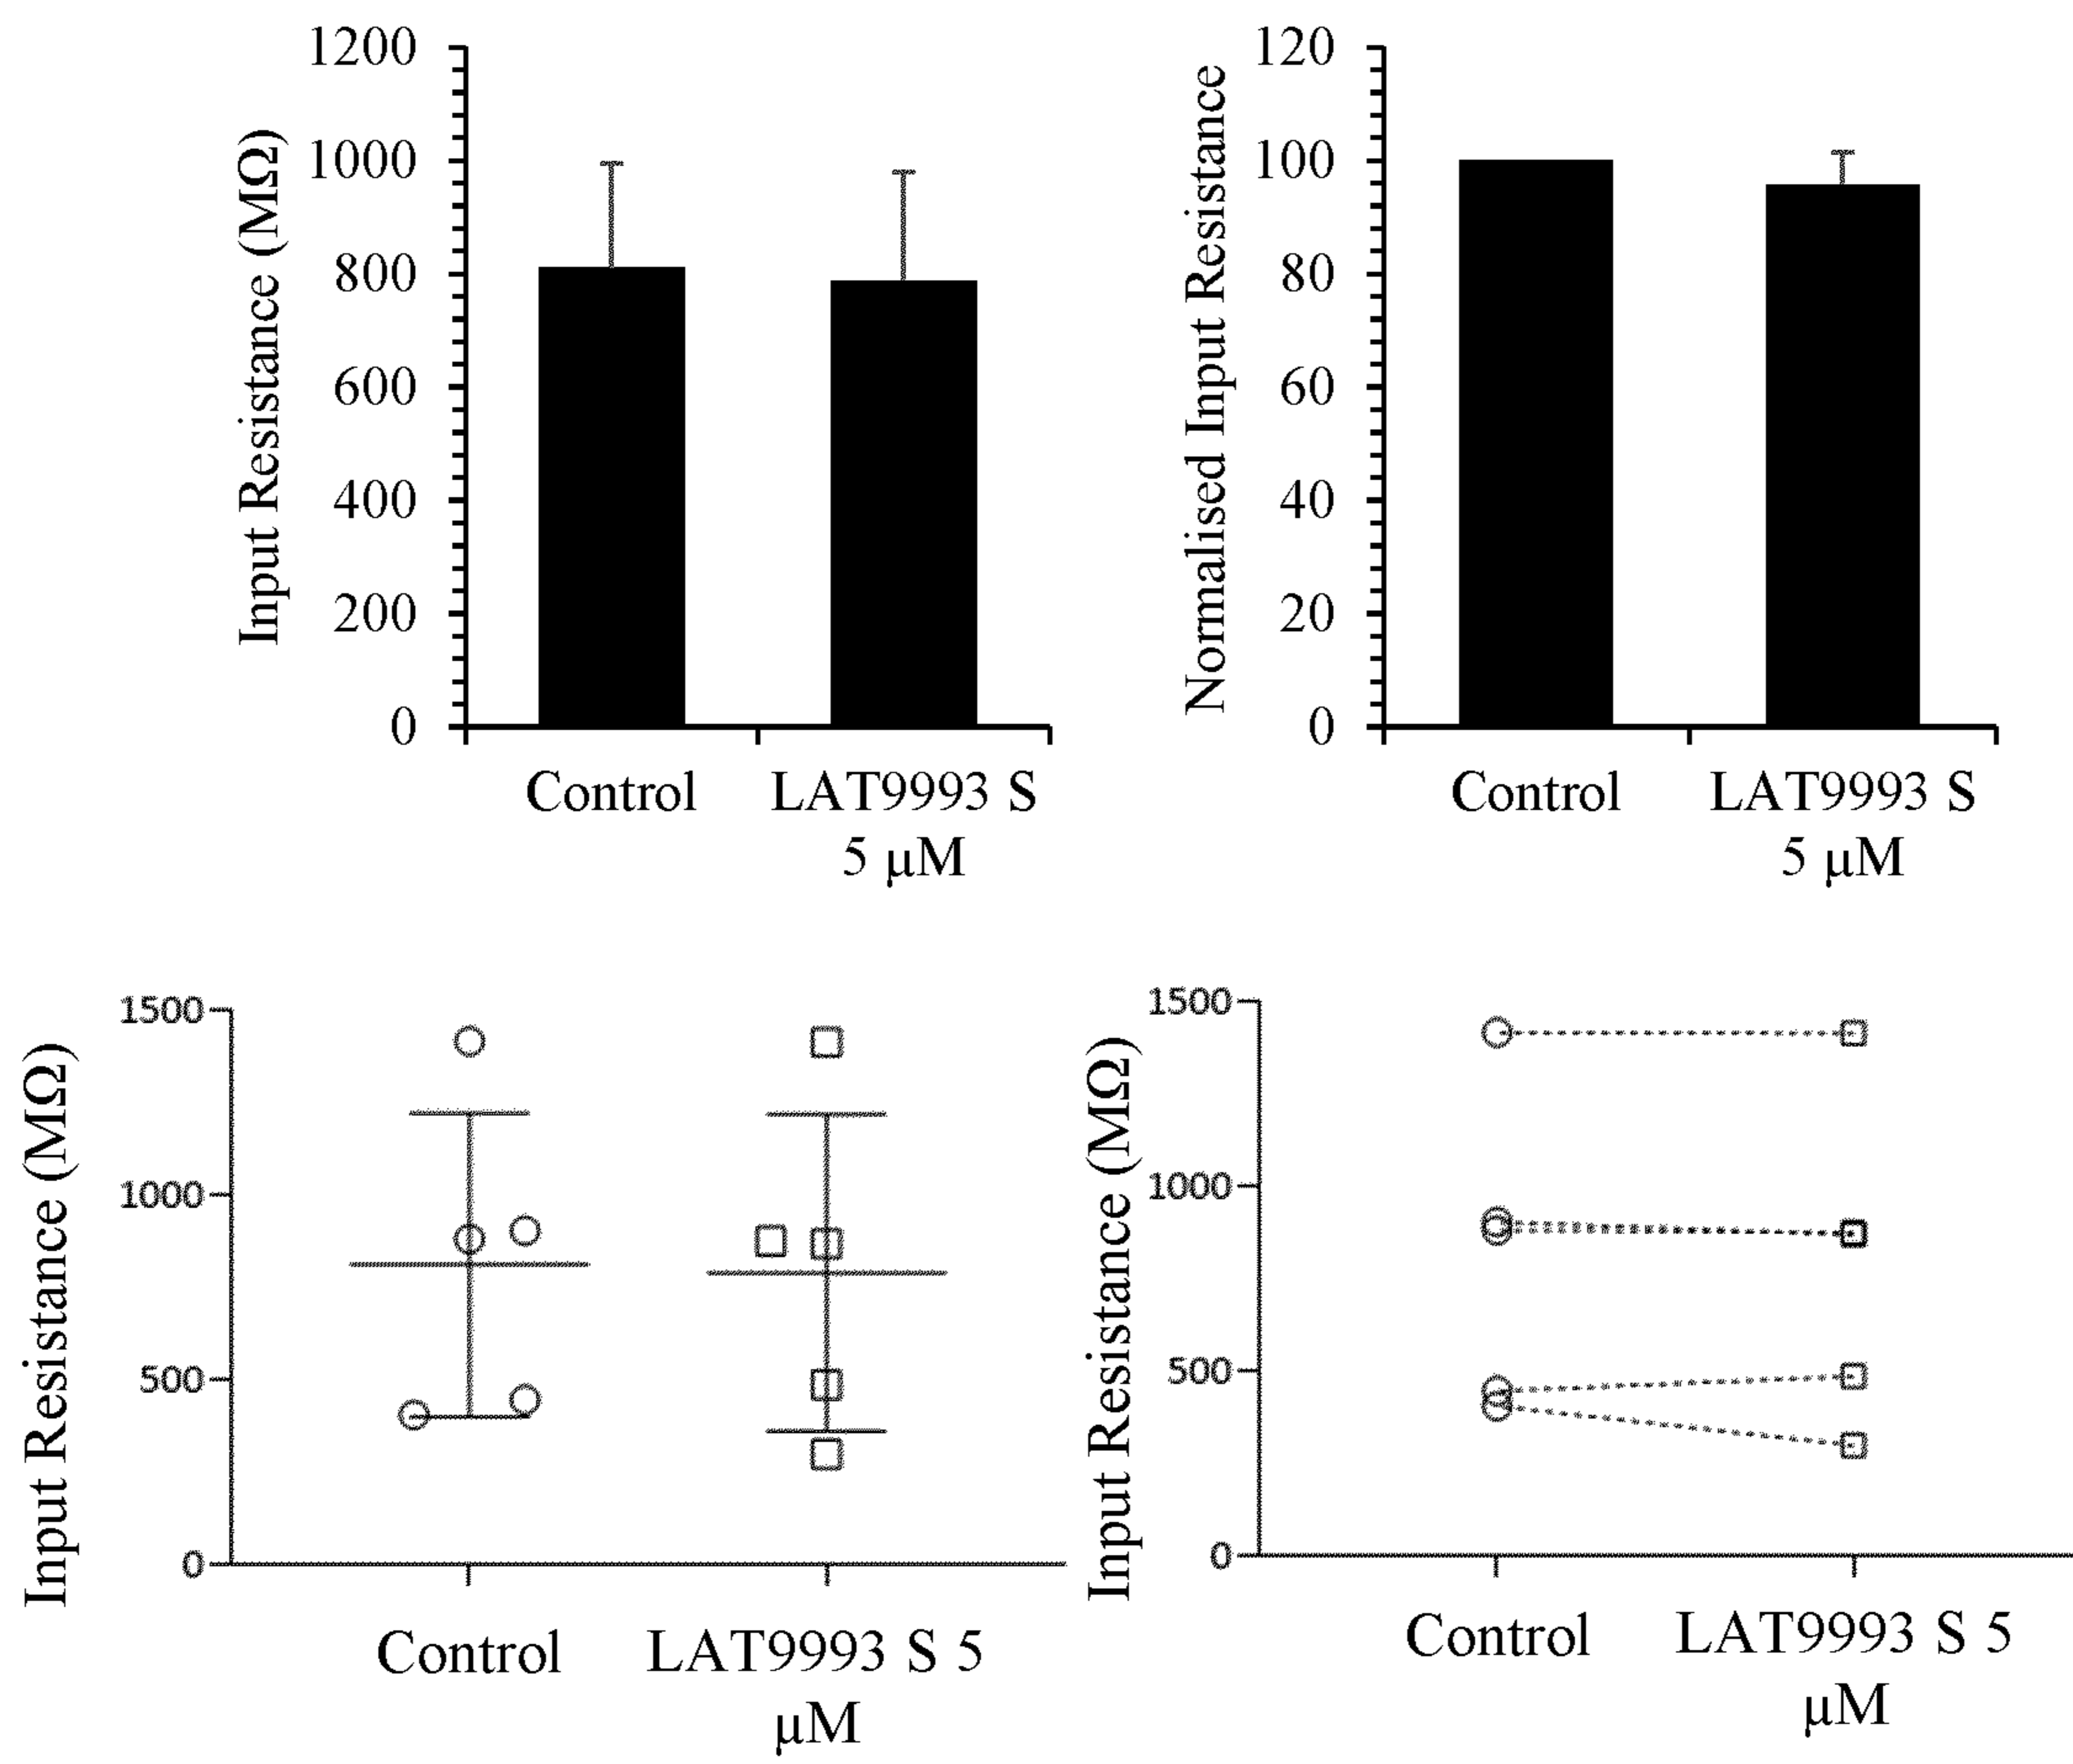 Input Resistance (MΩ)
1200
1000
800
600
400
200
0
Control
LAT9993 S
5 μM
Normalised Input Resistance
120
100
80
60
40
20
0
Control
LAT9993 S
5 μM
Input Resistance (MΩ)
1500
1000
500
0
Control
LAT9993 S 5
μM
Input Resistance (MΩ)
1500
1000
500
0
Control
LAT9993 S 5
μM